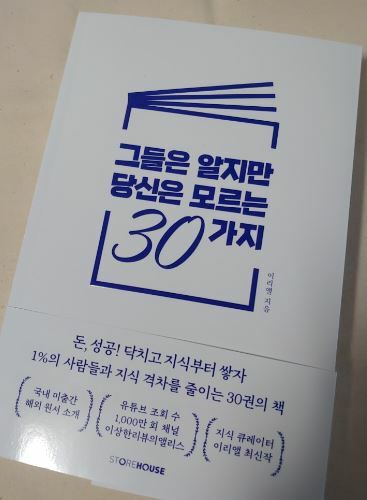 그들은 알지만
당신은 모르는
30 가지
이리앨 지음
돈, 성공! 닥치고 지식부터 쌓자
1%의 사람들과 지식 격차를 줄이는 30권의 책
국내 미출간
해외 원서 소개
유튜브 조회 수
1,000만 회 채널
이상한리뷰의앨리스
지식 큐레이터
이리앨 최신작
STOREHOUSE